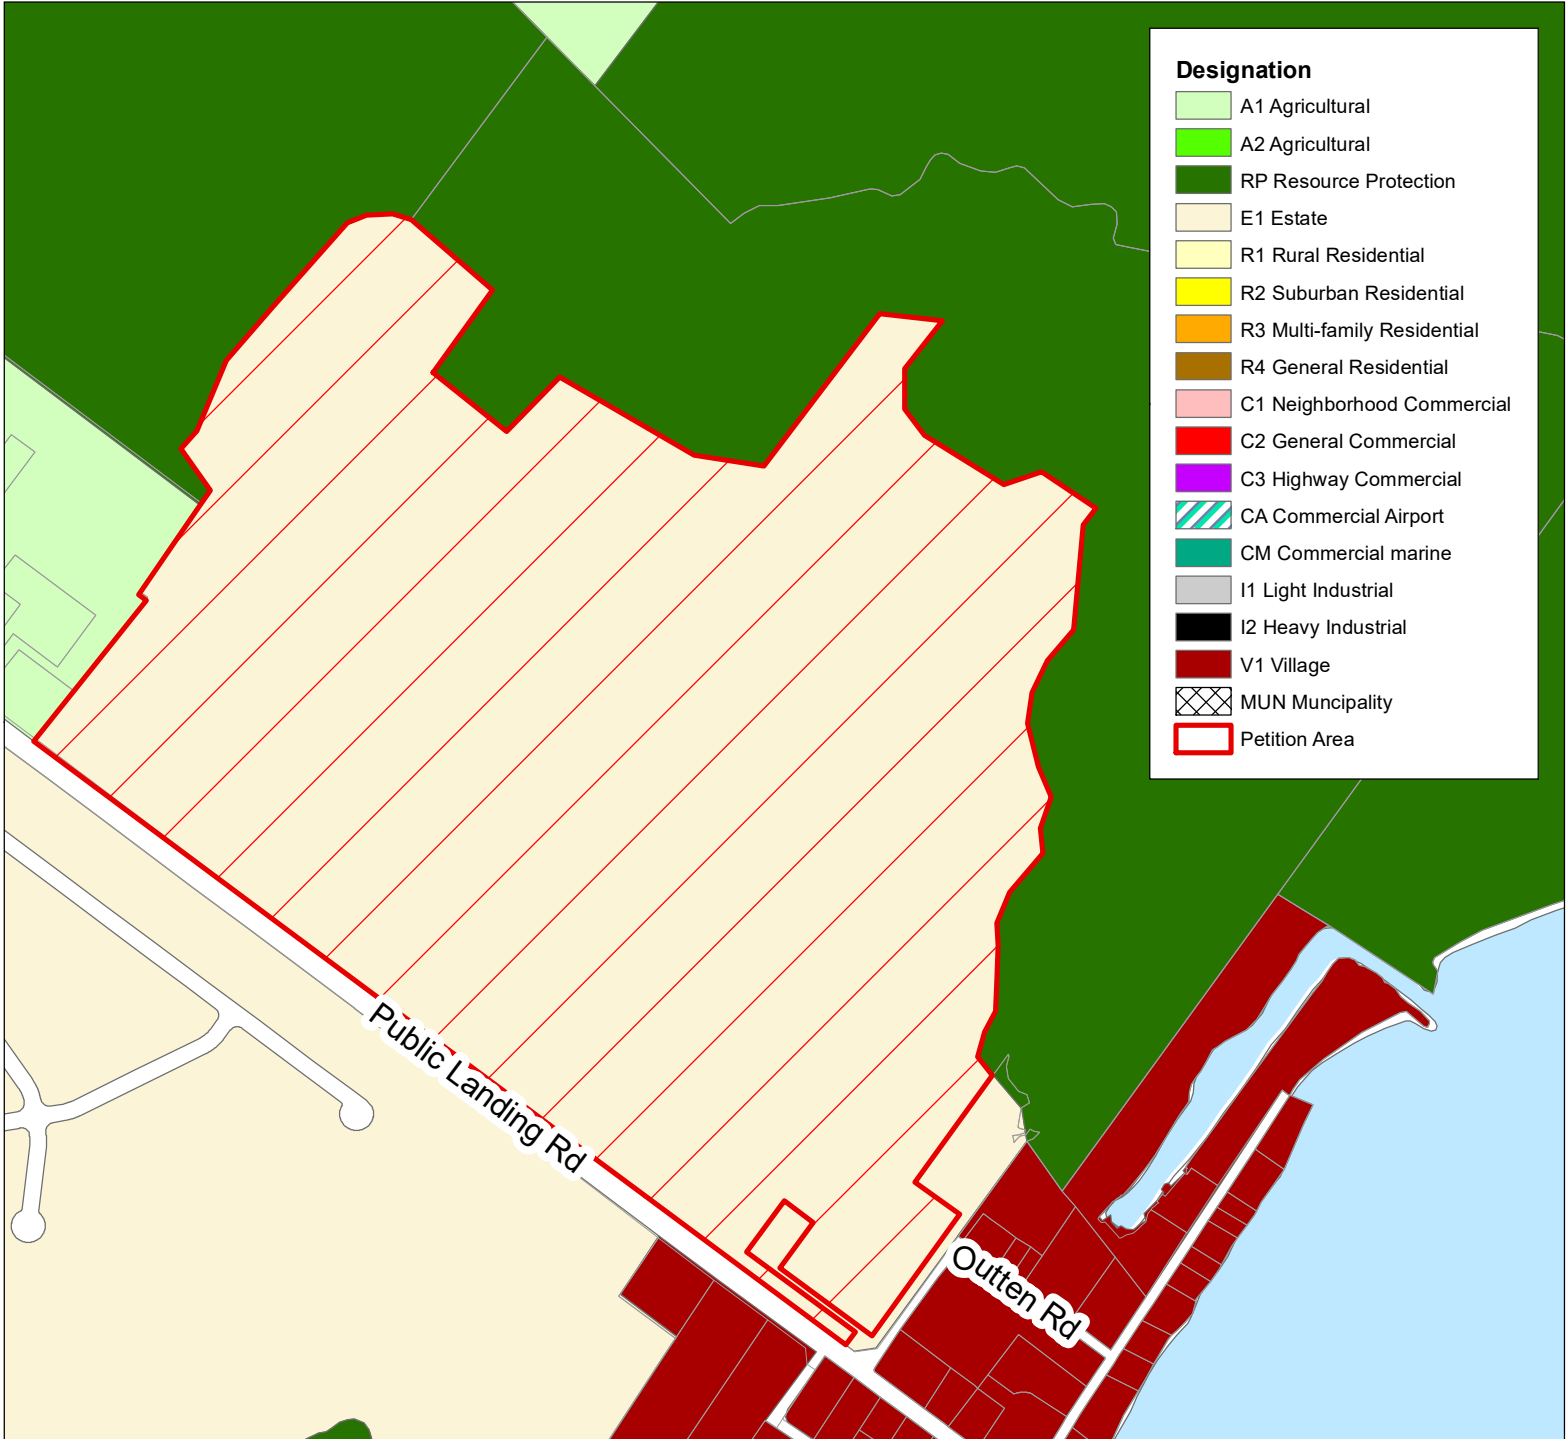 Designation
A1 Agricultural
A2 Agricultural
RP Resource Protection
E1 Estate
R1 Rural Residential
R2 Suburban Residential
R3 Multi-family Residential
R4 General Residential
C1 Neighborhood Commercial
C2 General Commercial
C3 Highway Commercial
CA Commercial Airport
CM Commercial marine
I1 Light Industrial
I2 Heavy Industrial
V1 Village
MUN Muncipality
Petition Area
Public Landing Rd
Outten Rd